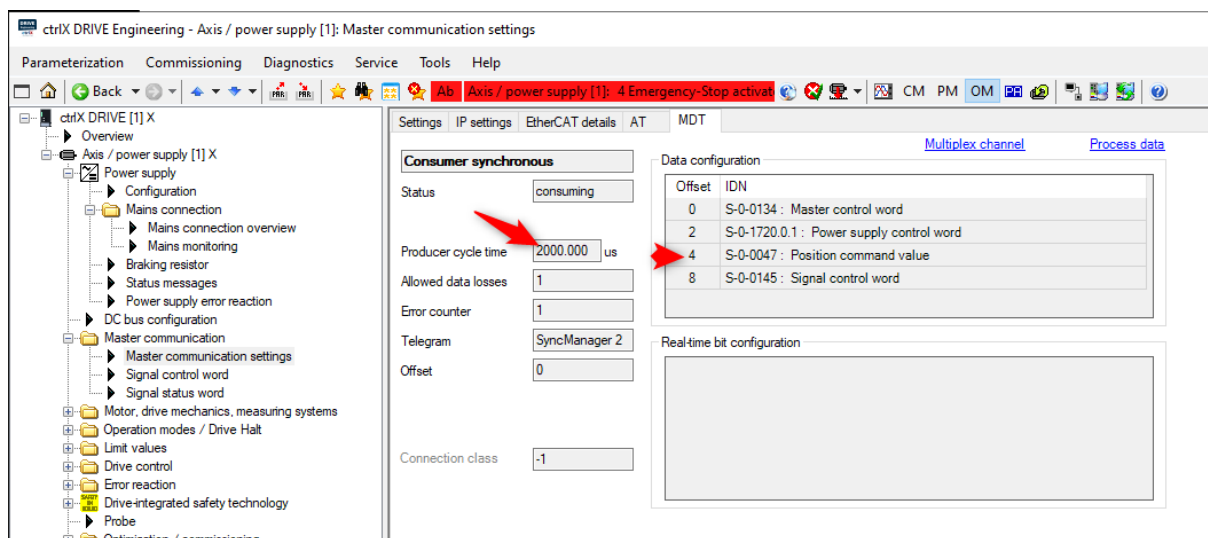 ctrlX DRIVE Engineering - Axis / power supply [1]: Master communication settings
Parameterization Commissioning Diagnostics Service Tools Help
Back PAR PAR Ab Axis / power supply [1]: 4 Emergency-Stop activat CM PM OM
ctrlX DRIVE [1] X
Overview
Axis / power supply [1] X
Power supply
Configuration
Mains connection
Mains connection overview
Mains monitoring
Braking resistor
Status messages
Power supply error reaction
DC bus configuration
Master communication
Master communication settings
Signal control word
Signal status word
Motor, drive mechanics, measuring systems
Operation modes / Drive Halt
Limit values
Drive control
Error reaction
Drive-integrated safety technology
Probe
Optimization / commissioning
Settings IP settings EtherCAT details AT MDT
Multiplex channel Process data
Consumer synchronous
Status consuming
Producer cycle time 2000.000 us
Allowed data losses 1
Error counter 1
Telegram SyncManager 2
Offset 0
Connection class -1
Data configuration
Offset IDN
0 S-0-0134 : Master control word
2 S-0-1720.0.1 : Power supply control word
4 S-0-0047 : Position command value
8 S-0-0145 : Signal control word
Real-time bit configuration